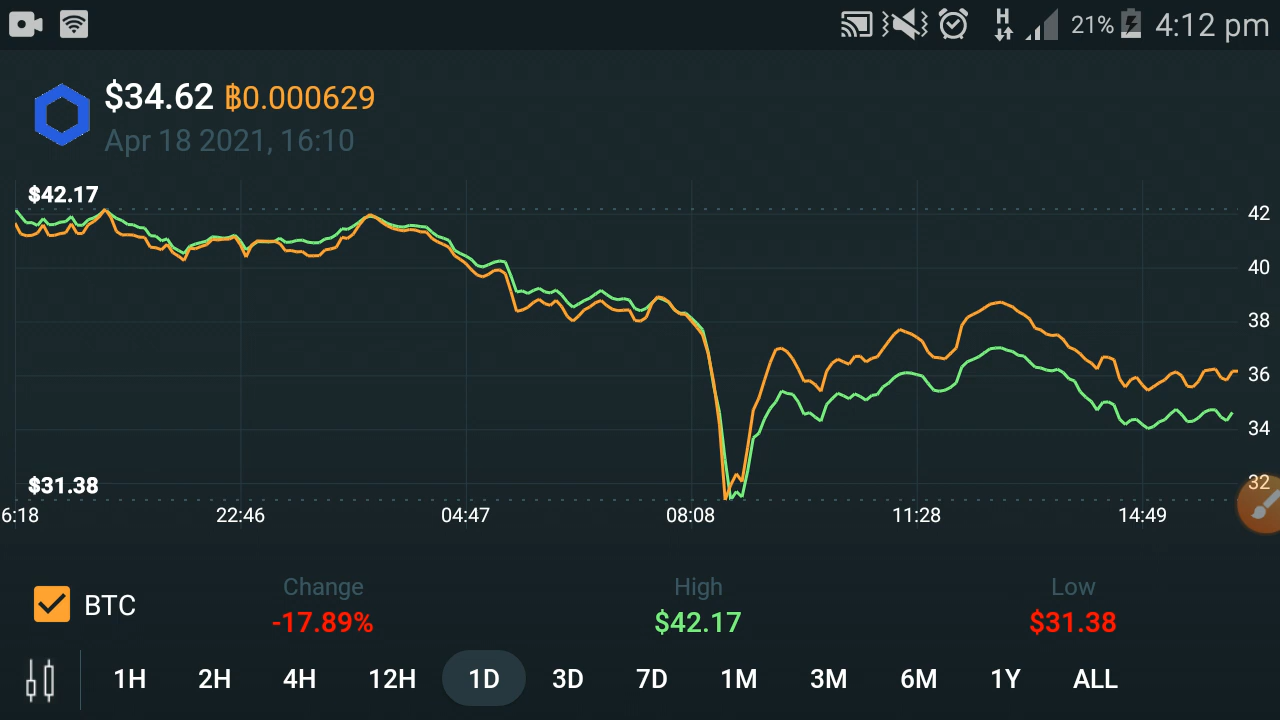 H 21% 4:12 pm
$34.62 ₿0.000629
Apr 18 2021, 16:10
$42.17
42
40
38
36
34
$31.38
32
6:18 22:46 04:47 08:08 11:28 14:49
BTC
Change High Low
-17.89% $42.17 $31.38
1H 2H 4H 12H 1D 3D 7D 1M 3M 6M 1Y ALL